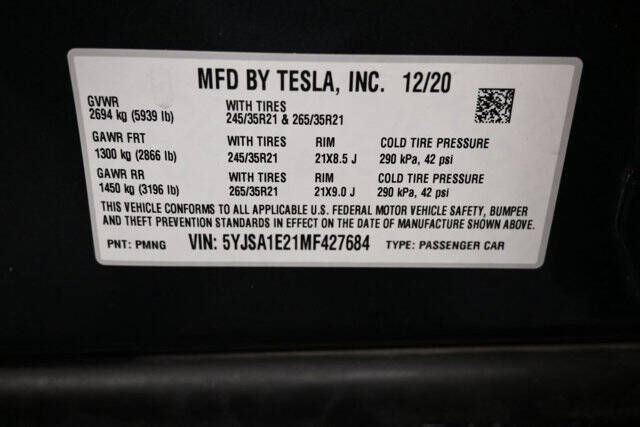 MFD BY TESLA, INC. 12/20
GVWR WITH TIRES
2694 kg (5939 lb) 245/35R21 & 265/35R21
GAWR FRT WITH TIRES RIM COLD TIRE PRESSURE
1300 kg (2866 lb) 245/35R21 21X8.5 J 290 kPa, 42 psi
GAWR RR WITH TIRES RIM COLD TIRE PRESSURE
1450 kg (3196 lb) 265/35R21 21X9.0 J 290 kPa, 42 psi
THIS VEHICLE CONFORMS TO ALL APPLICABLE U.S. FEDERAL MOTOR VEHICLE SAFETY, BUMPER
AND THEFT PREVENTION STANDARDS IN EFFECT ON THE DATE OF MANUFACTURE SHOWN ABOVE.
PNT: PMNG VIN: 5YJSA1E21MF427684 TYPE: PASSENGER CAR